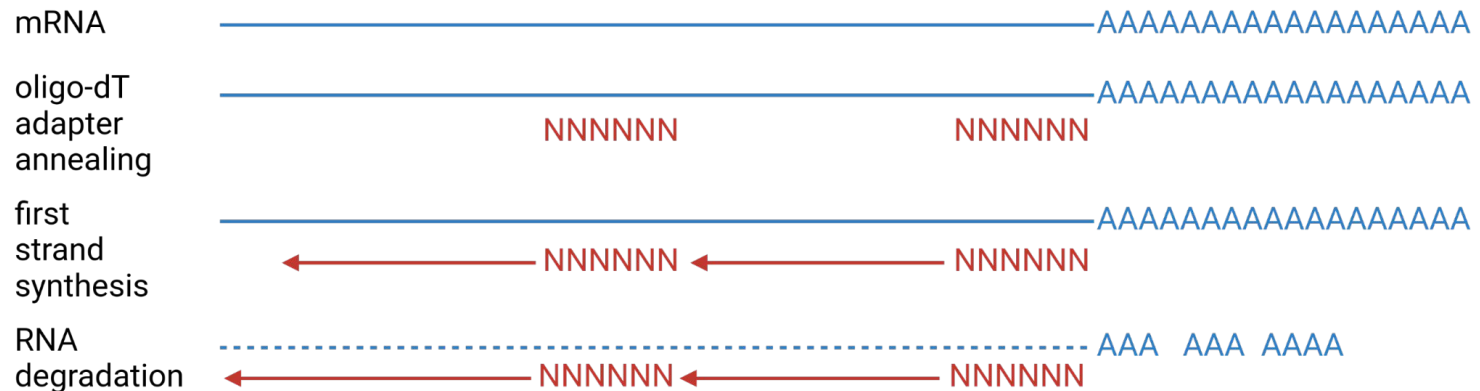 mRNA AAAAAAAAAAAAAAAAAA
oligo-dT AAAAAAAAAAAAAAAAAA
adapter NNNNNN NNNNNN
annealing
first AAAAAAAAAAAAAAAAAA
strand
synthesis NNNNNN NNNNNN
RNA AAA AAA AAAA
degradation NNNNNN NNNNNN